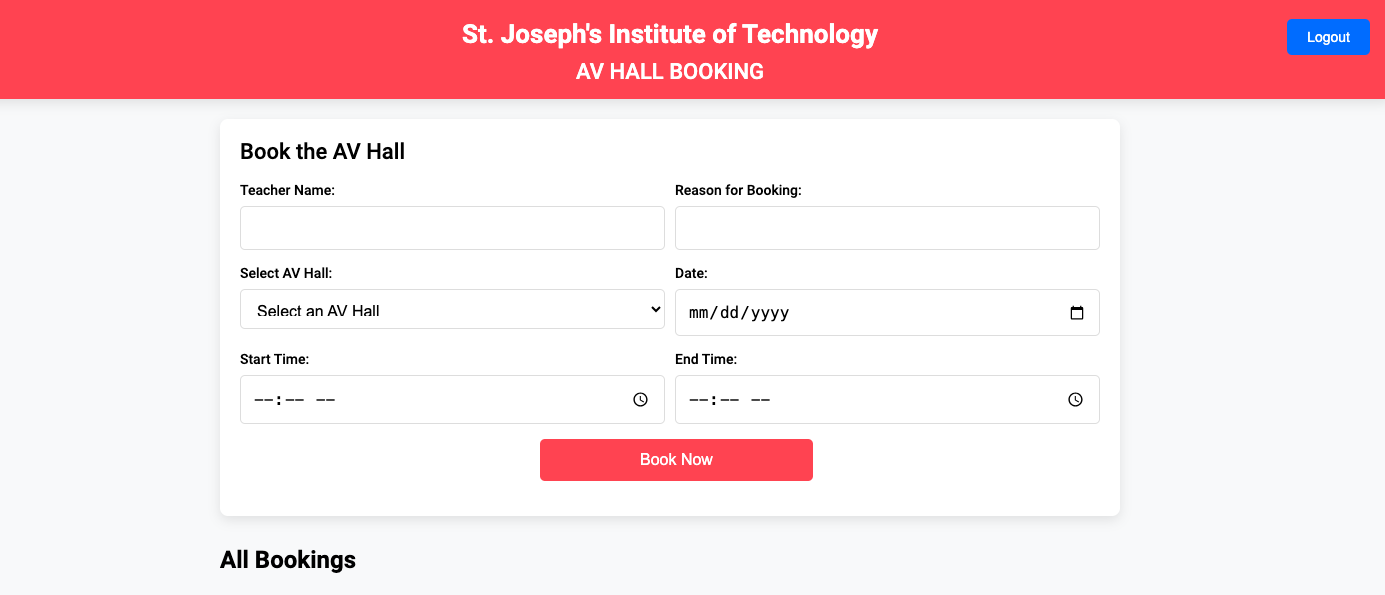 St. Joseph's Institute of Technology
Logout
AV HALL BOOKING
Book the AV Hall
Teacher Name:
Reason for Booking:
Select AV Hall:
Date:
Select an AV Hall
mm/dd/yyyy
Start Time:
End Time:
--:-- --
--:-- --
Book Now
All Bookings